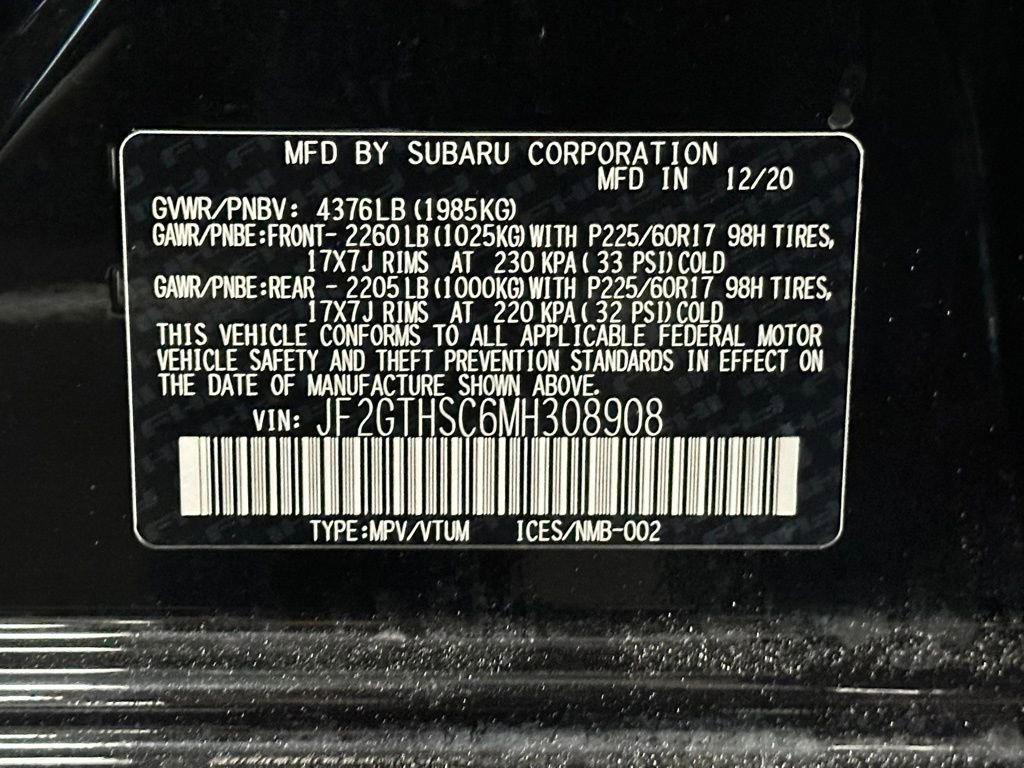 MFD BY SUBARU CORPORATION
MFD IN 12/20
GVWR/PNBV: 4376LB (1985KG)
GAWR/PNBE:FRONT- 2260LB (1025KG) WITH P225/60R17 98H TIRES,
17X7J RIMS AT 230 KPA ( 33 PSI) COLD
GAWR/PNBE:REAR - 2205LB (1000KG) WITH P225/60R17 98H TIRES,
17X7J RIMS AT 220 KPA ( 32 PSI) COLD
THIS VEHICLE CONFORMS TO ALL APPLICABLE FEDERAL MOTOR
VEHICLE SAFETY AND THEFT PREVENTION STANDARDS IN EFFECT ON
THE DATE OF MANUFACTURE SHOWN ABOVE.
VIN: JF2GTHSC6MH308908
TYPE:MPV/VTUM ICES/NMB-002